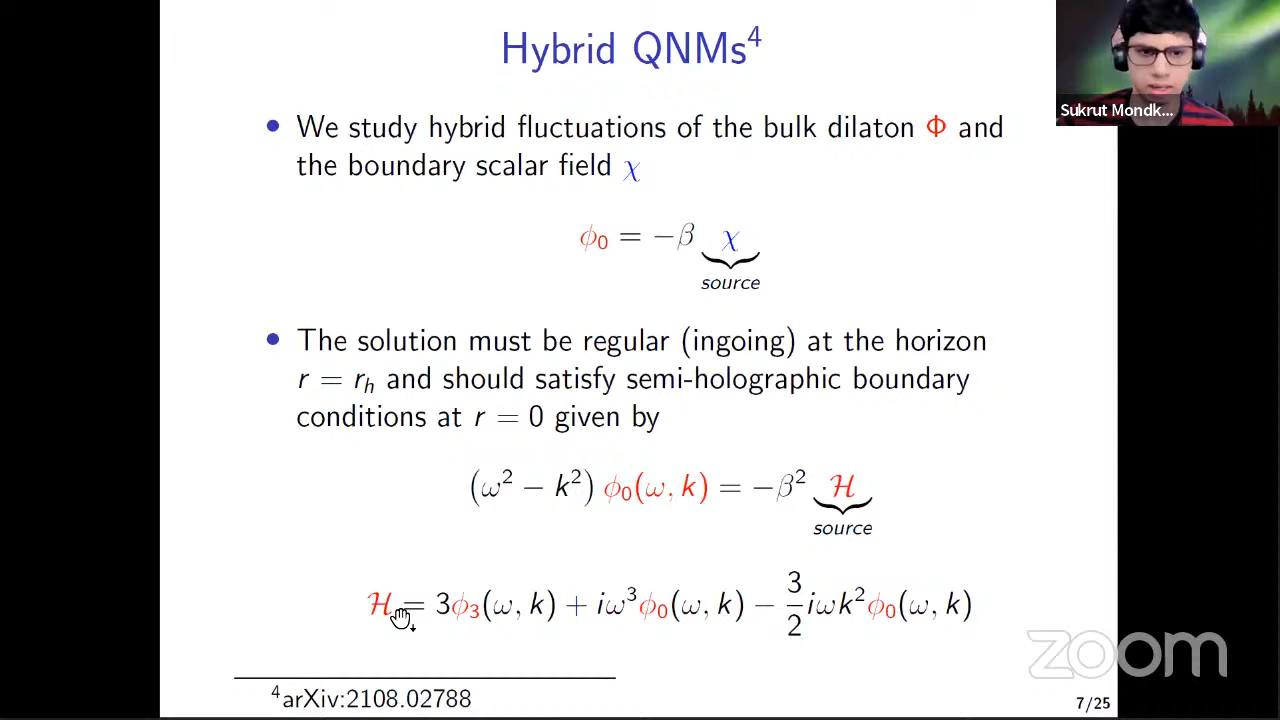 Hybrid QNMs⁴
Sukrut Mondk...
• We study hybrid fluctuations of the bulk dilaton Φ and
the boundary scalar field χ
ϕ₀ = −β χ
source
• The solution must be regular (ingoing) at the horizon
r = rₕ and should satisfy semi-holographic boundary
conditions at r = 0 given by
(ω² − k²) ϕ₀(ω, k) = −β² ℋ
source
ℋ = 3ϕ₃(ω, k) + iω³ϕ₀(ω, k) − 3/2 iωk²ϕ₀(ω, k)
zoom
⁴arXiv:2108.02788
7/25